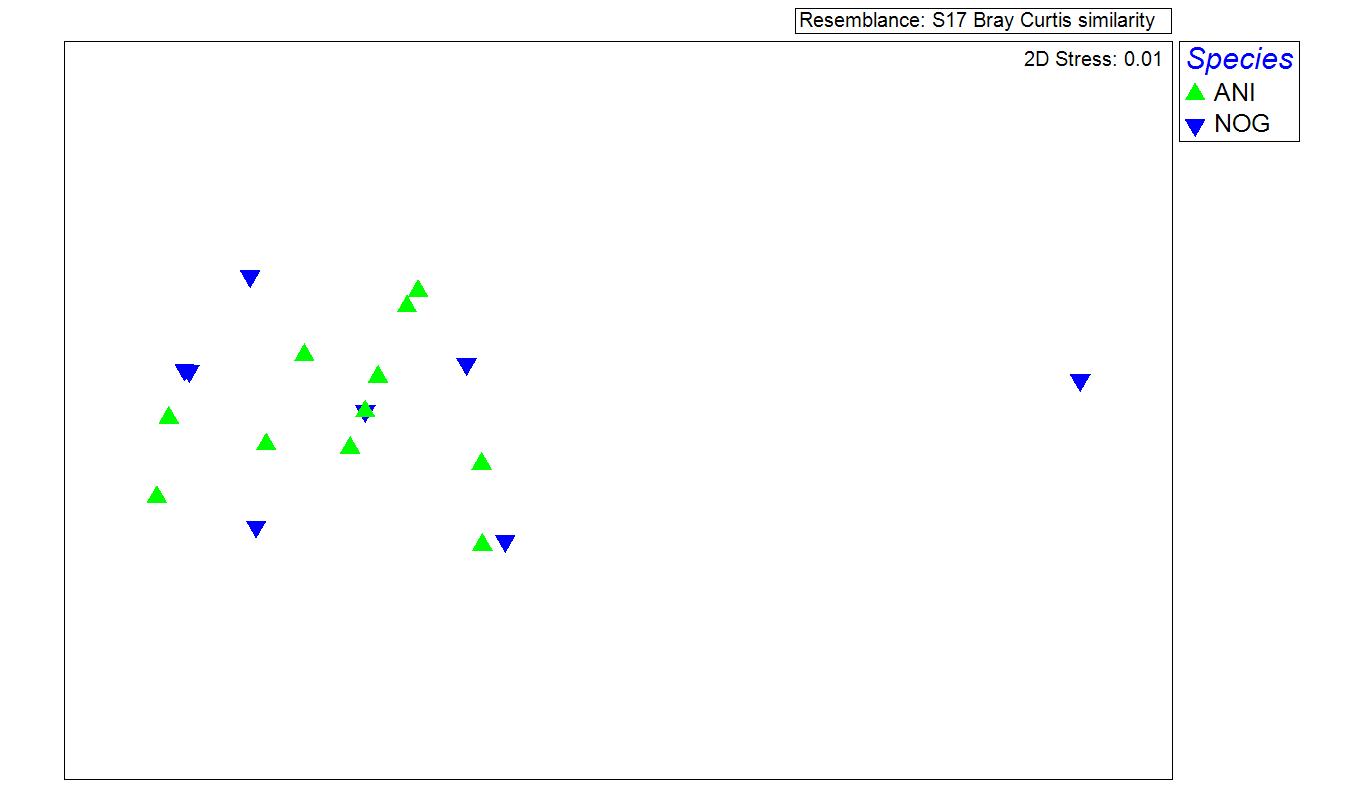 Resemblance: S17 Bray Curtis similarity
2D Stress: 0.01
Species
ANI
NOG